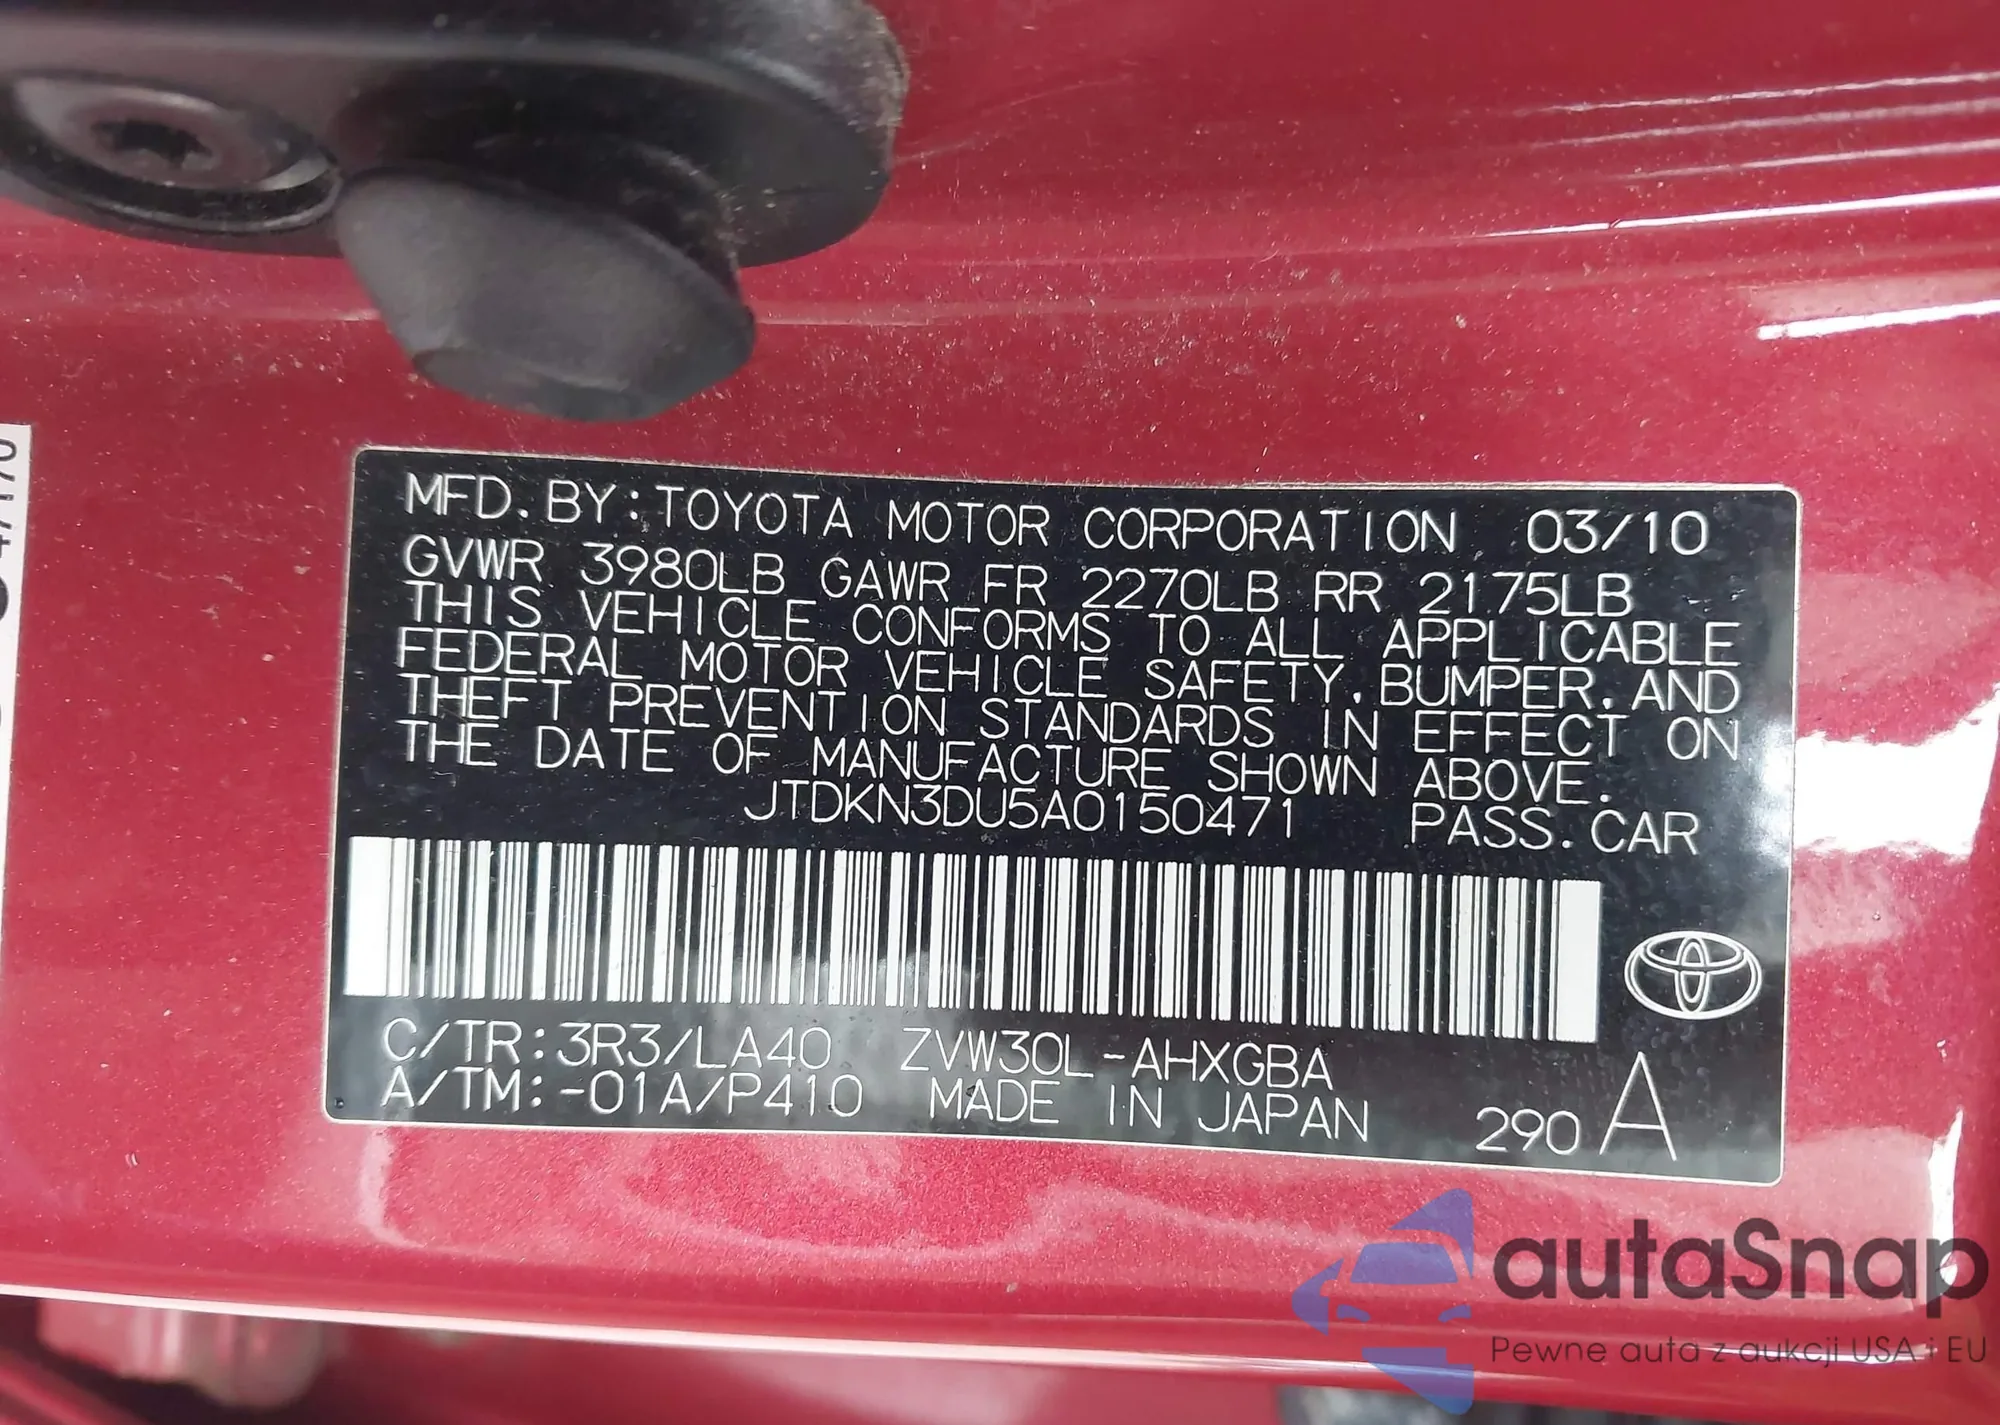 MFD. BY: TOYOTA MOTOR CORPORATION 03/10
GVWR 3980LB GAWR FR 2270LB RR 2175LB
THIS VEHICLE CONFORMS TO ALL APPLICABLE
FEDERAL MOTOR VEHICLE SAFETY, BUMPER, AND
THEFT PREVENTION STANDARDS IN EFFECT ON
THE DATE OF MANUFACTURE SHOWN ABOVE.
JTDKN3DU5A0150471 PASS. CAR
C/TR: 3R3/LA40 ZVW30L-AHXGBA
A/TM: -01A/P410 MADE IN JAPAN 290 A
autaSnap
Pewne auta z aukcji USA i EU